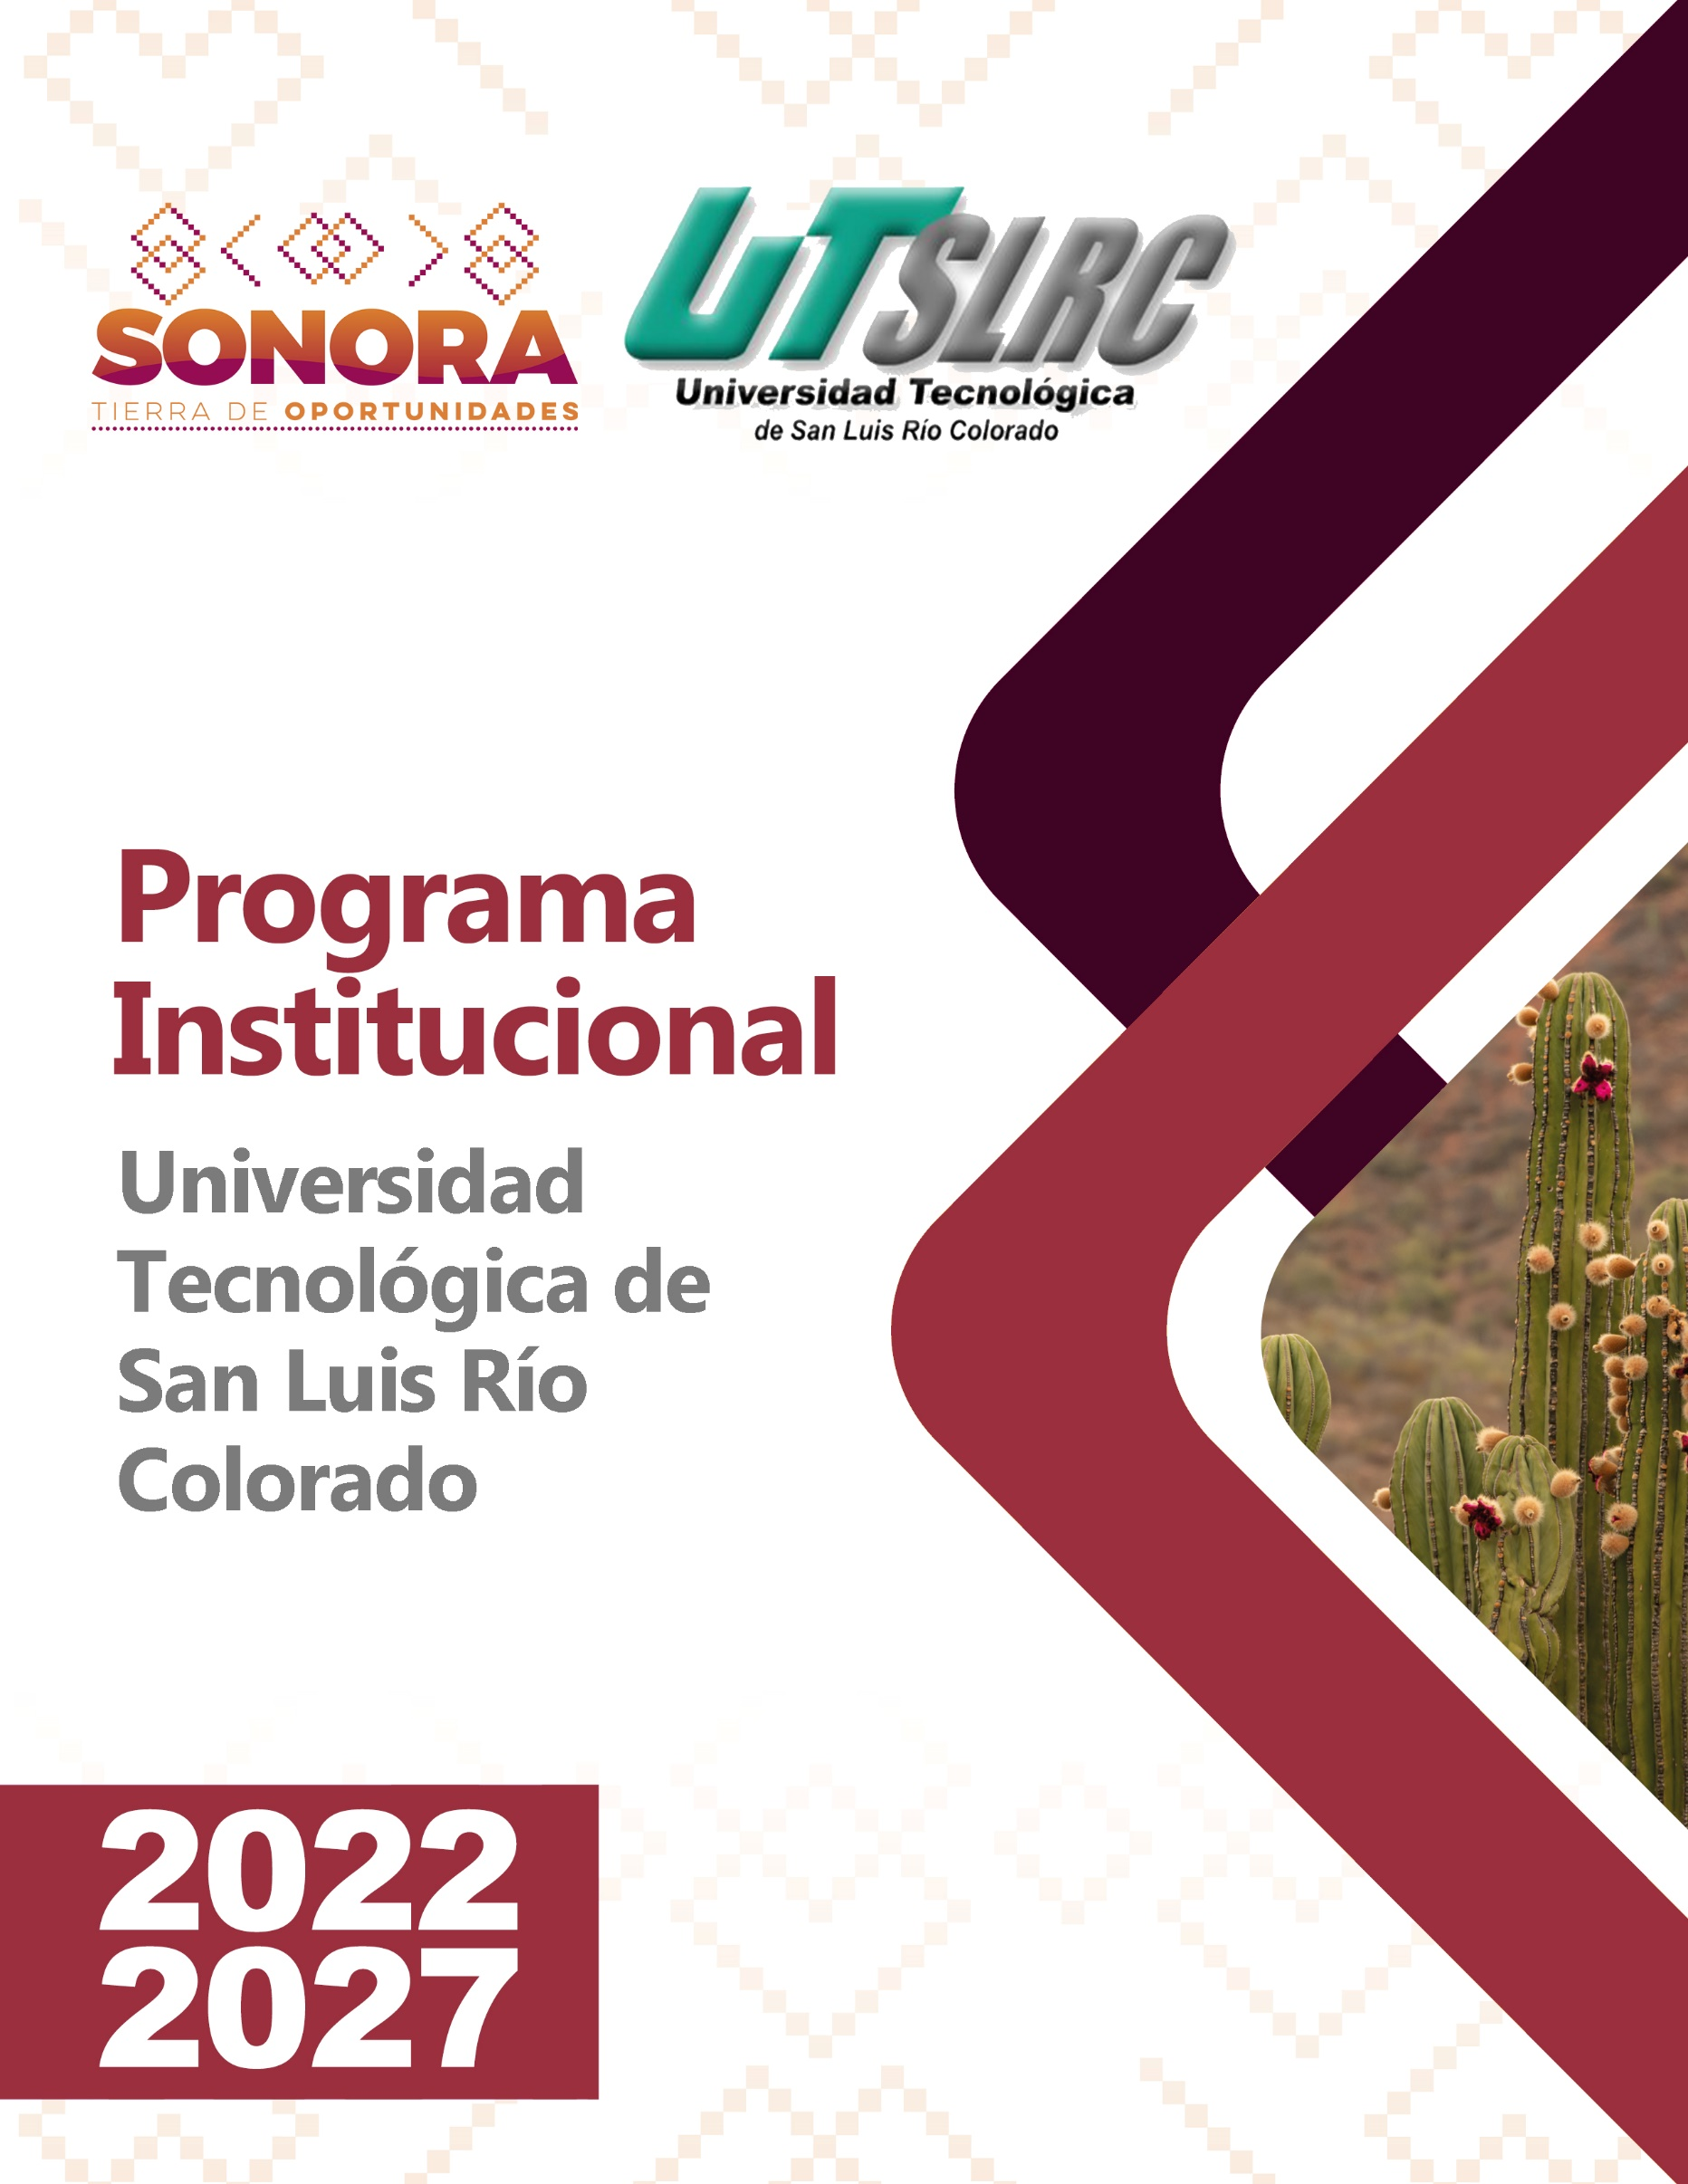 SONORA
TIERRA DE OPORTUNIDADES
UTSLRC
Universidad Tecnológica
de San Luis Río Colorado
Programa
Institucional
Universidad
Tecnológica de
San Luis Río
Colorado
2022
2027